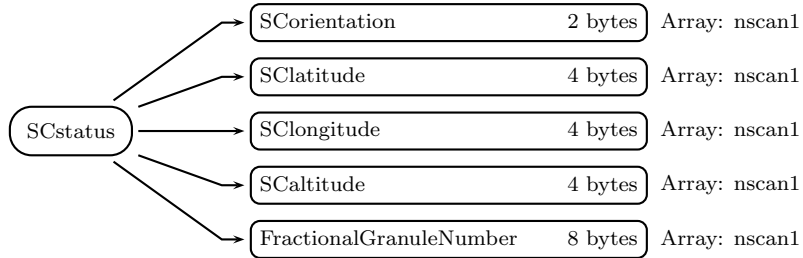 SCorientation 2 bytes Array: nscan1
SClatitude 4 bytes Array: nscan1
SCstatus
SClongitude 4 bytes Array: nscan1
SCaltitude 4 bytes Array: nscan1
FractionalGranuleNumber 8 bytes Array: nscan1